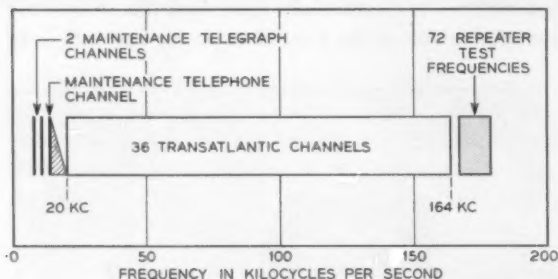 2 MAINTENANCE TELEGRAPH
CHANNELS
MAINTENANCE TELEPHONE
CHANNEL
72 REPEATER
TEST
FREQUENCIES
36 TRANSATLANTIC CHANNELS
20 KC
164 KC
0 50 100 150 200
FREQUENCY IN KILOCYCLES PER SECOND